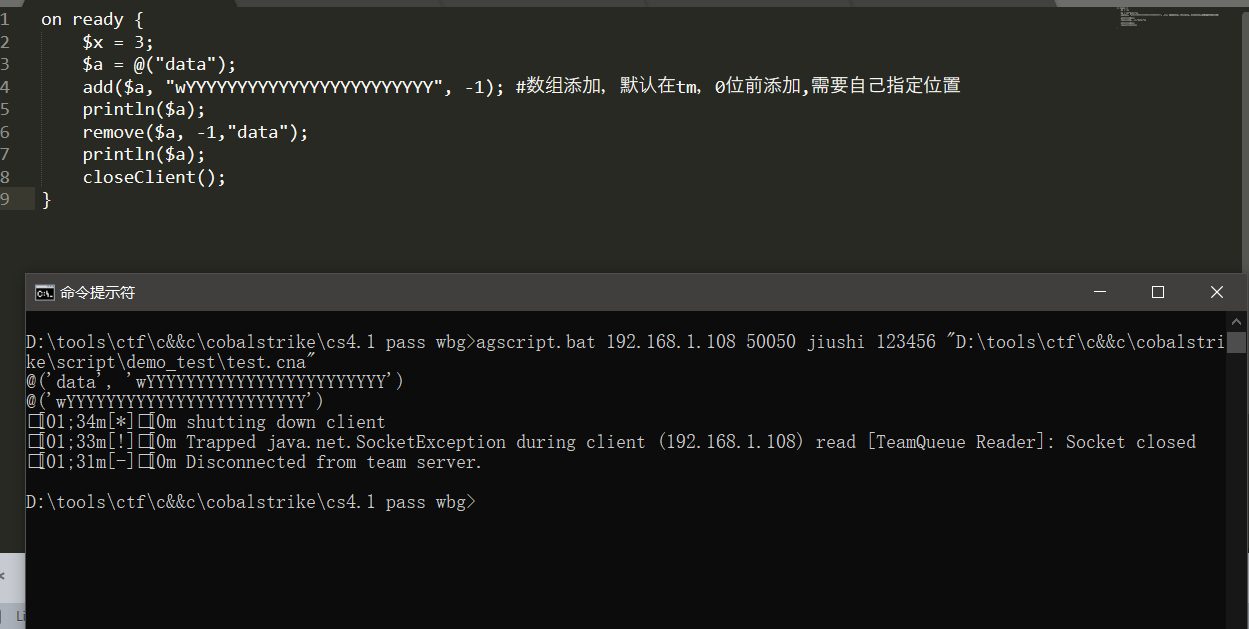 1 on ready {
2 $x = 3;
3 $a = @("data");
4 add($a, "wYYYYYYYYYYYYYYYYYYYYYYYY", -1); #数组添加, 默认在tm, 0位前添加,需要自己指定位置
5 println($a);
6 remove($a, -1,"data");
7 println($a);
8 closeClient();
9 }
命令提示符
D:\tools\ctf\c&&c\cobalstrike\cs4.1 pass wbg>agscript.bat 192.168.1.108 50050 jiushi 123456 "D:\tools\ctf\c&&c\cobalstri
ke\script\demo_test\test.cna"
@('data', 'wYYYYYYYYYYYYYYYYYYYYYYYY')
@('wYYYYYYYYYYYYYYYYYYYYYYYY')
□[01;34m[*]□[0m shutting down client
□[01;33m[!]□[0m Trapped java.net.SocketException during client (192.168.1.108) read [TeamQueue Reader]: Socket closed
□[01;31m[-]□[0m Disconnected from team server.
D:\tools\ctf\c&&c\cobalstrike\cs4.1 pass wbg>
Li